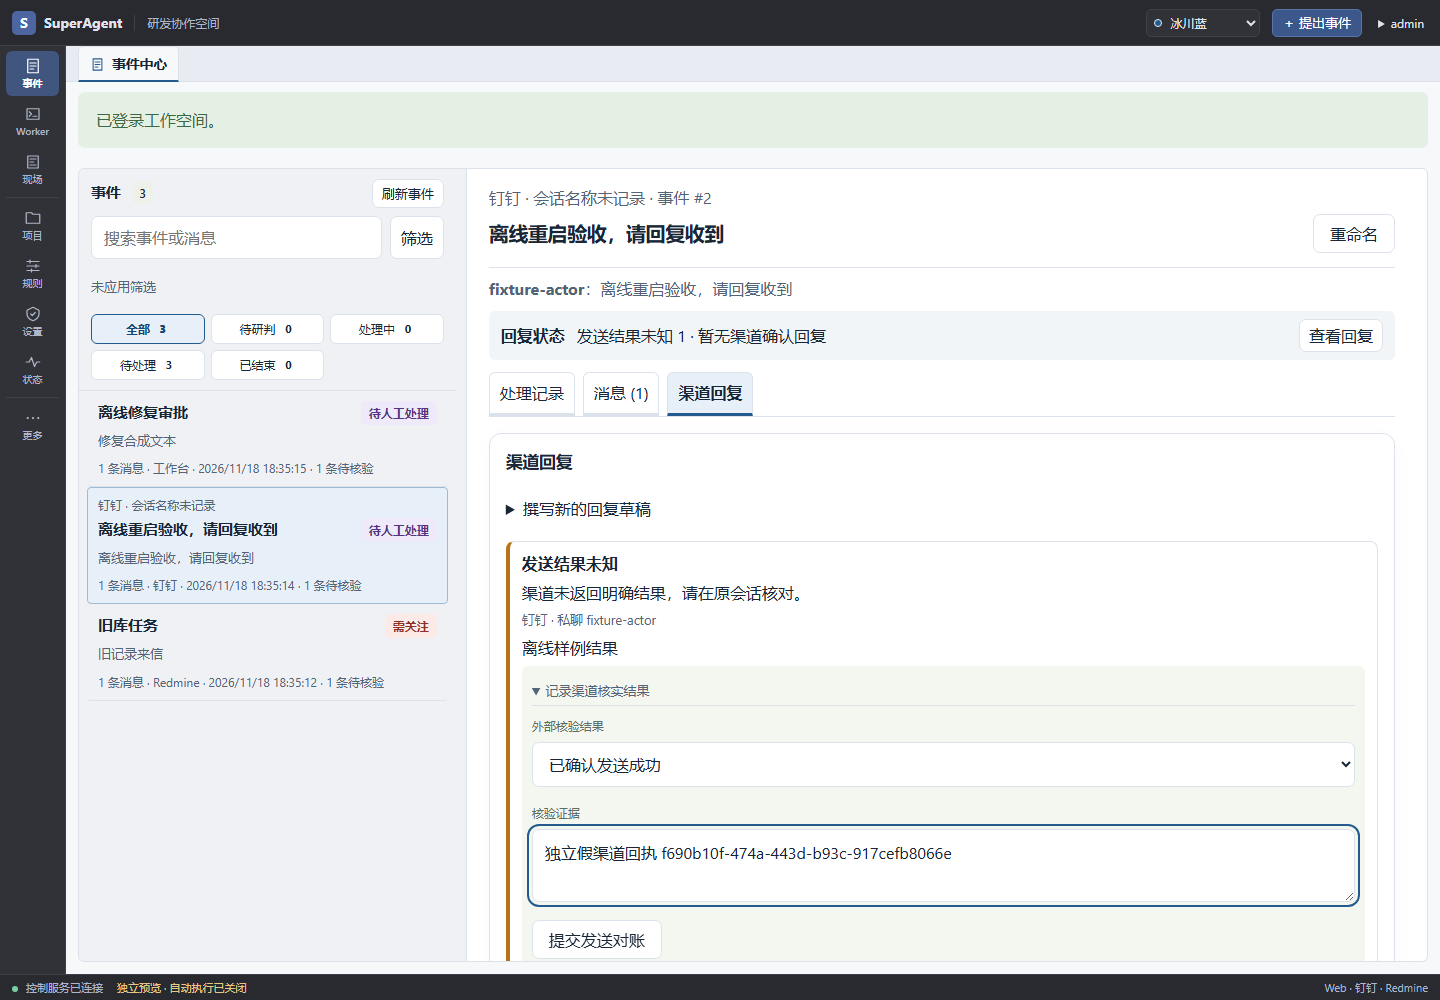 S SuperAgent 研发协作空间
冰川蓝
+ 提出事件
admin
事件
Worker
现场
项目
规则
设置
状态
更多
事件中心
已登录工作空间。
事件 3
刷新事件
搜索事件或消息
筛选
未应用筛选
全部 3
待研判 0
处理中 0
待处理 3
已结束 0
离线修复审批
待人工处理
修复合成文本
1 条消息 · 工作台 · 2026/11/18 18:35:15 · 1 条待核验
钉钉 · 会话名称未记录
离线重启验收，请回复收到
待人工处理
离线重启验收，请回复收到
1 条消息 · 钉钉 · 2026/11/18 18:35:14 · 1 条待核验
旧库任务
需关注
旧记录来信
1 条消息 · Redmine · 2026/11/18 18:35:12 · 1 条待核验
钉钉 · 会话名称未记录 · 事件 #2
离线重启验收，请回复收到
重命名
fixture-actor：离线重启验收，请回复收到
回复状态 发送结果未知 1 · 暂无渠道确认回复
查看回复
处理记录
消息 (1)
渠道回复
渠道回复
撰写新的回复草稿
发送结果未知
渠道未返回明确结果，请在原会话核对。
钉钉 · 私聊 fixture-actor
离线样例结果
记录渠道核实结果
外部核验结果
已确认发送成功
核验证据
独立假渠道回执 f690b10f-474a-443d-b93c-917cefb8066e
提交发送对账
控制服务已连接 独立预览 · 自动执行已关闭
Web · 钉钉 · Redmine